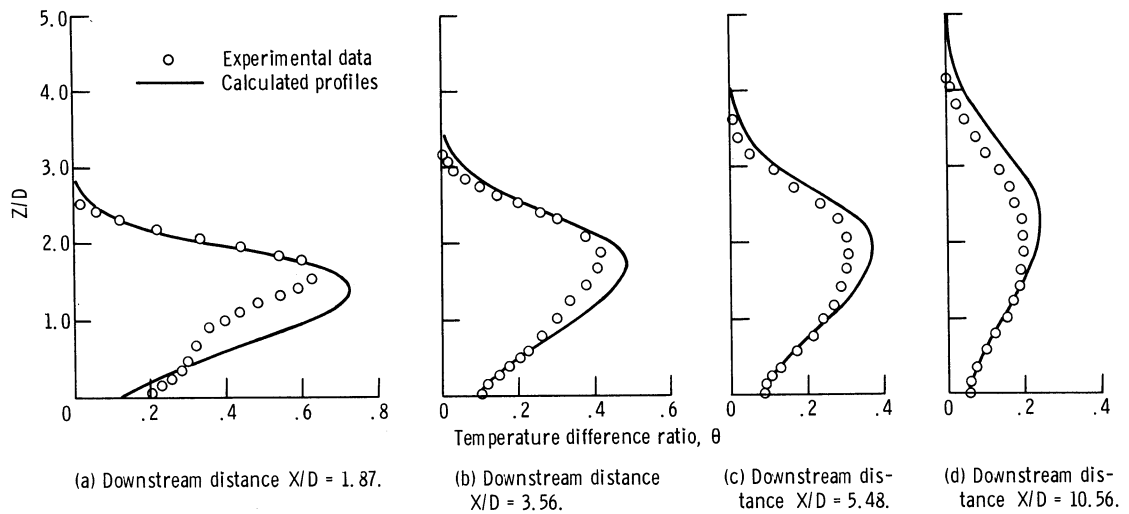 5.0
4.0
3.0
2.0
1.0
Z/D
Experimental data
Calculated profiles
0 .2 .4 .6 .8
0 .2 .4 .6
0 .2 .4
0 .2 .4
Temperature difference ratio, θ
(a) Downstream distance X/D = 1.87.
(b) Downstream distance
X/D = 3.56.
(c) Downstream dis-
tance X/D = 5.48.
(d) Downstream dis-
tance X/D = 10.56.